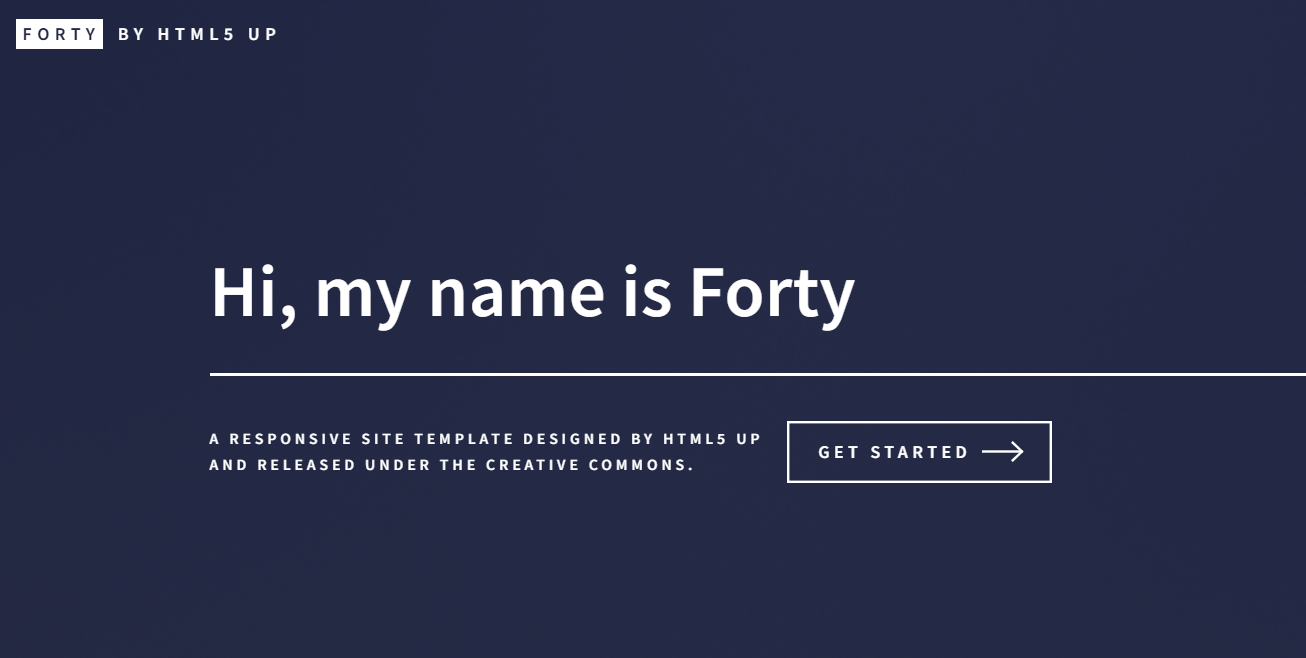 FORTY BY HTML5 UP
Hi, my name is Forty
A RESPONSIVE SITE TEMPLATE DESIGNED BY HTML5 UP
AND RELEASED UNDER THE CREATIVE COMMONS.
GET STARTED